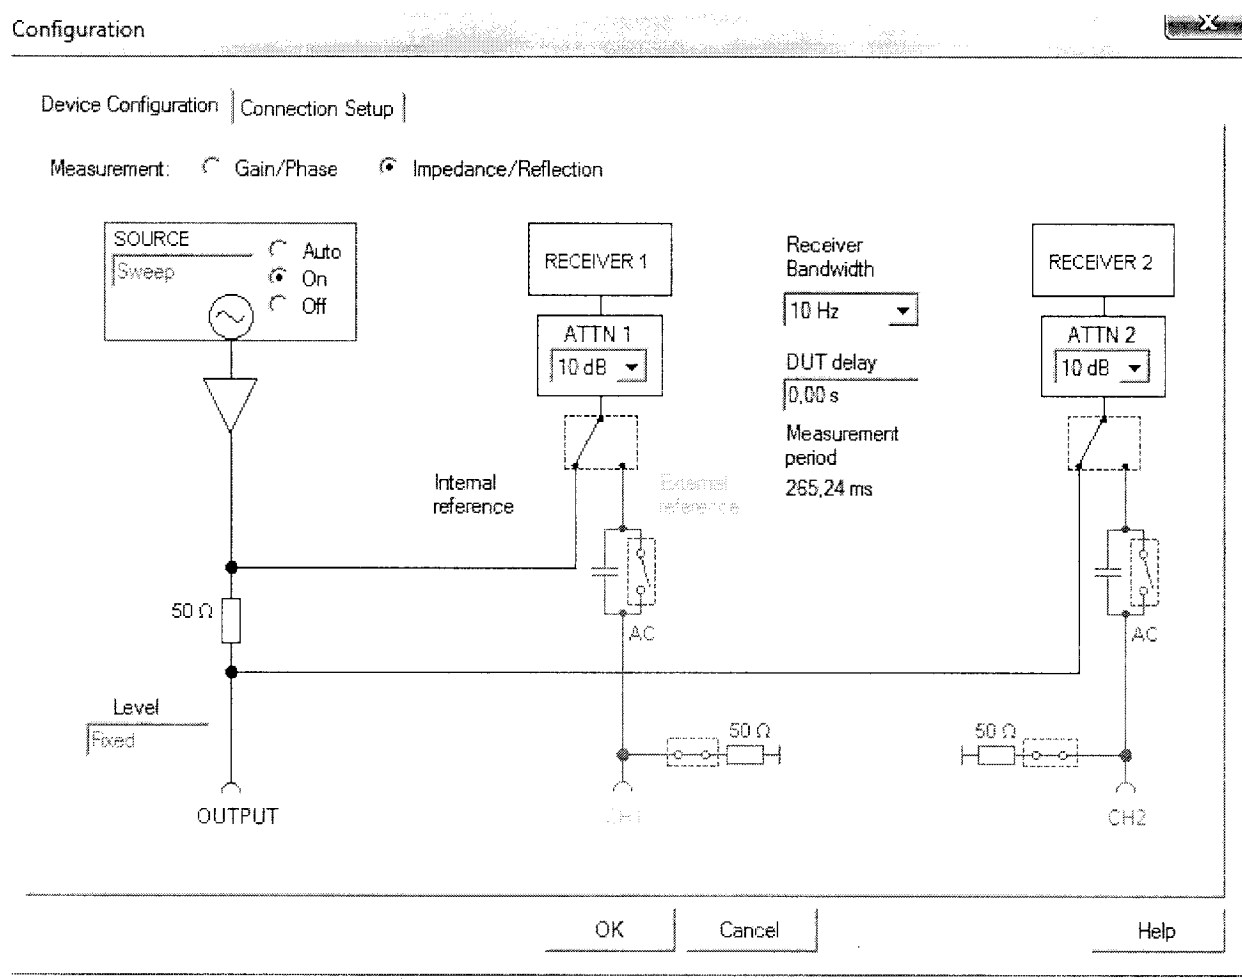 Configuration
X
Device Configuration
Connection Setup
Measurement:
Gain/Phase
Impedance/Reflection
SOURCE
Sweep
Auto
On
Off
RECEIVER 1
ATTN 1
10 dB
Receiver
Bandwidth
10 Hz
DUT delay
0,00 s
Measurement
period
265,24 ms
RECEIVER 2
ATTN 2
10 dB
Internal
reference
External
reference
50 Ω
AC
AC
Level
Fixed
50 Ω
50 Ω
OUTPUT
CH1
CH2
OK
Cancel
Help